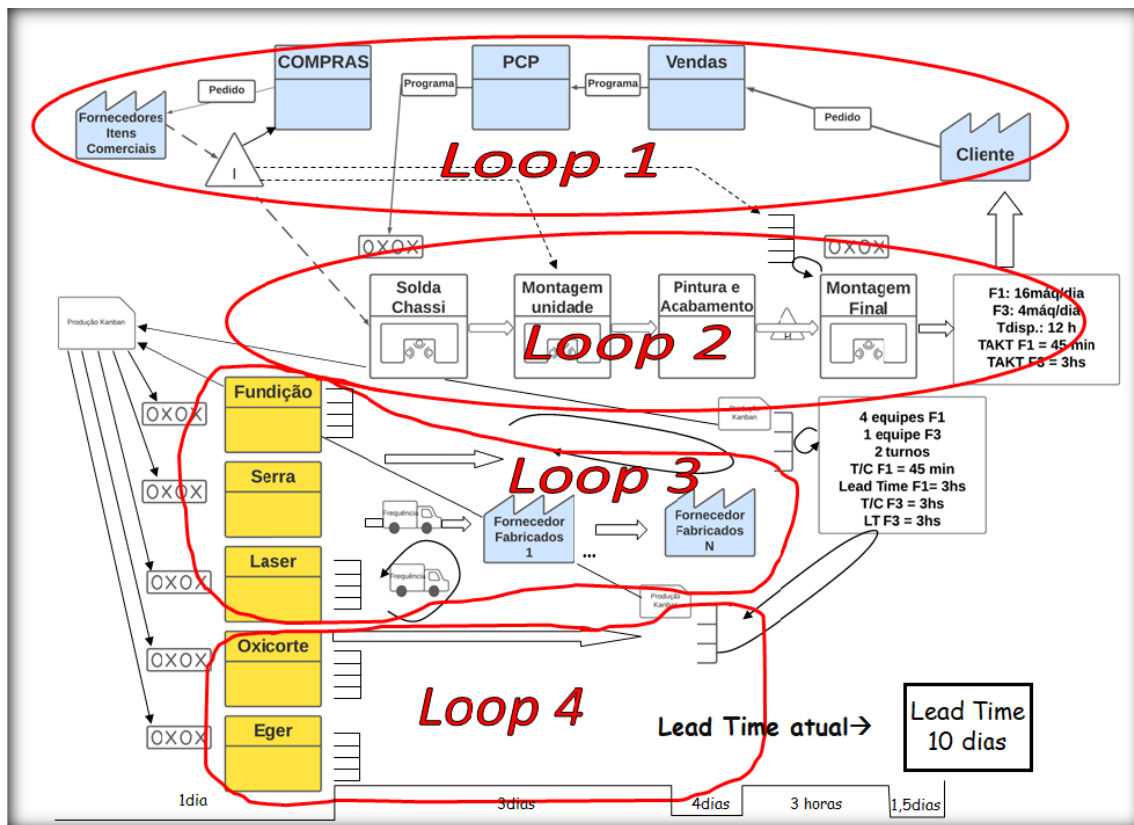 COMPRAS
PCP
Vendas
Pedido
Programa
Programa
Pedido
Fornecedores
Itens
Comerciais
Cliente
I
Loop 1
OXOX
OXOX
Solda
Chassi
Montagem
unidade
Pintura e
Acabamento
Montagem
Final
Loop 2
F1: 16máq/dia
F3: 4máq/dia
Tdisp.: 12 h
TAKT F1 = 45 min
TAKT F3 = 3hs
Produção Kanban
Fundição
OXOX
Produção
Kanban
4 equipes F1
1 equipe F3
2 turnos
T/C F1 = 45 min
Lead Time F1= 3hs
T/C F3 = 3hs
LT F3 = 3hs
Serra
OXOX
Loop 3
Frequência
Fornecedor
Fabricados
1
...
Fornecedor
Fabricados
N
Laser
OXOX
Frequência
Produção
Kanban
Oxicorte
OXOX
Loop 4
Eger
OXOX
Lead Time atual→
Lead Time
10 dias
1dia
3dias
4dias
3 horas
1,5dias